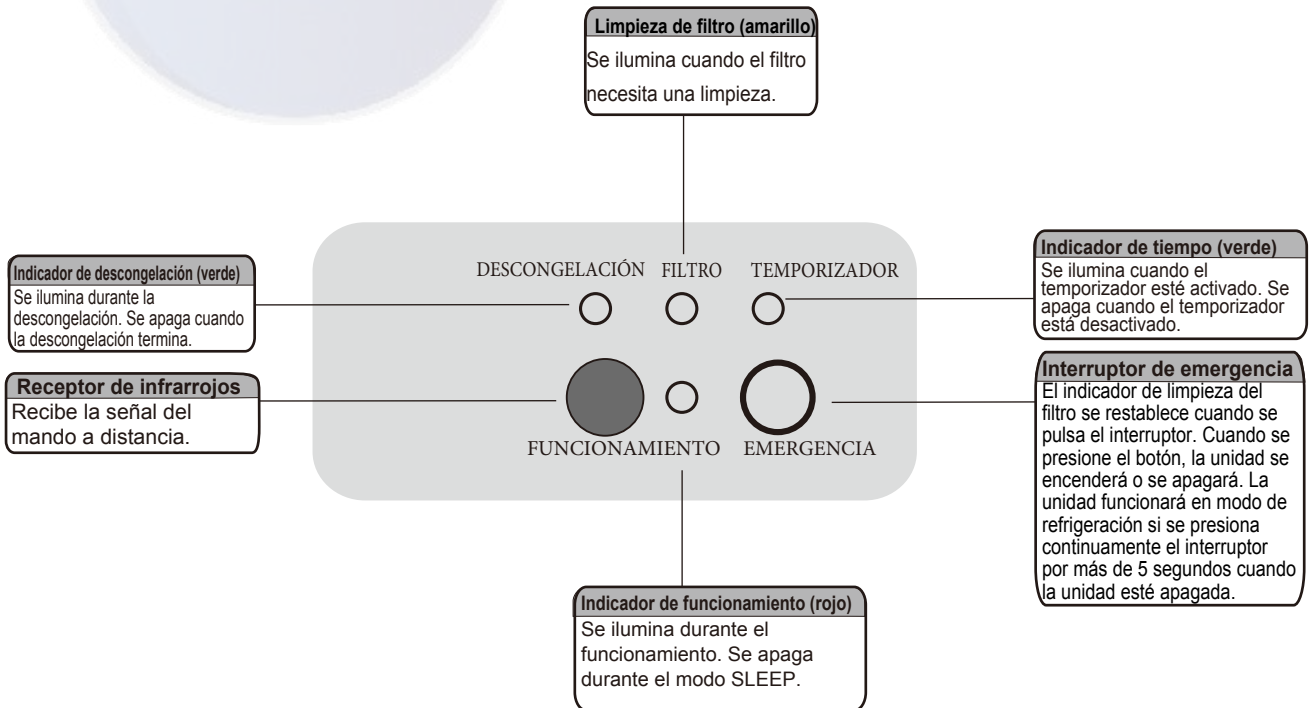 Limpieza de filtro (amarillo)
Se ilumina cuando el filtro
necesita una limpieza.
DESCONGELACIÓN FILTRO TEMPORIZADOR
Indicador de descongelación (verde)
Se ilumina durante la
descongelación. Se apaga cuando
la descongelación termina.
Indicador de tiempo (verde)
Se ilumina cuando el
temporizador esté activado. Se
apaga cuando el temporizador
está desactivado.
Receptor de infrarrojos
Recibe la señal del
mando a distancia.
FUNCIONAMIENTO EMERGENCIA
Interruptor de emergencia
El indicador de limpieza del
filtro se restablece cuando se
pulsa el interruptor. Cuando se
presione el botón, la unidad se
encenderá o se apagará. La
unidad funcionará en modo de
refrigeración si se presiona
continuamente el interruptor
por más de 5 segundos cuando
la unidad esté apagada.
Indicador de funcionamiento (rojo)
Se ilumina durante el
funcionamiento. Se apaga
durante el modo SLEEP.